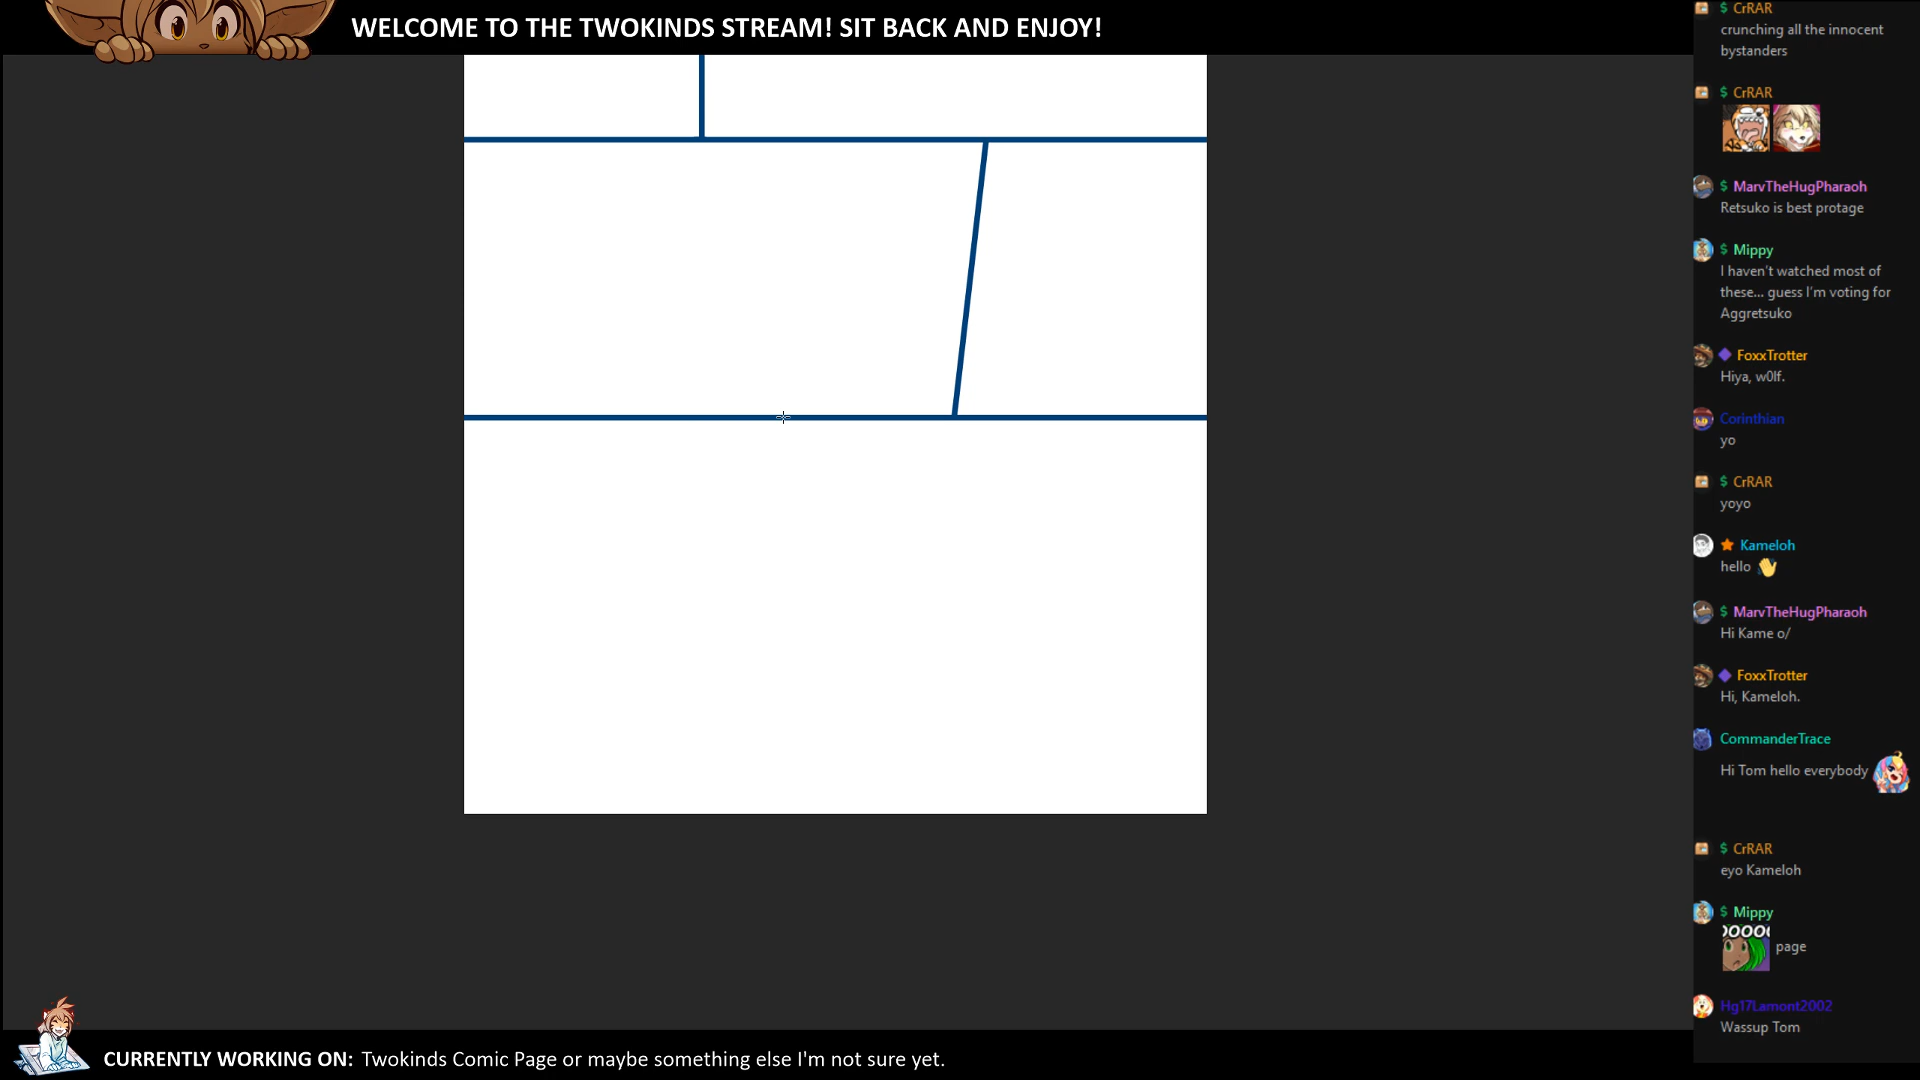 WELCOME TO THE TWOKINDS STREAM! SIT BACK AND ENJOY!
$ CrRAR
crunching all the innocent
bystanders
$ CrRAR
$ MarvTheHugPharaoh
Retsuko is best protage
$ Mippy
I haven't watched most of
these... guess I'm voting for
Aggretsuko
FoxxTrotter
Hiya, w0lf.
Corinthian
yo
$ CrRAR
yoyo
Kameloh
hello
$ MarvTheHugPharaoh
Hi Kame o/
FoxxTrotter
Hi, Kameloh.
CommanderTrace
Hi Tom hello everybody
$ CrRAR
eyo Kameloh
$ Mippy
OOOO
page
Hg17Lamont2002
Wassup Tom
CURRENTLY WORKING ON: Twokinds Comic Page or maybe something else I'm not sure yet.